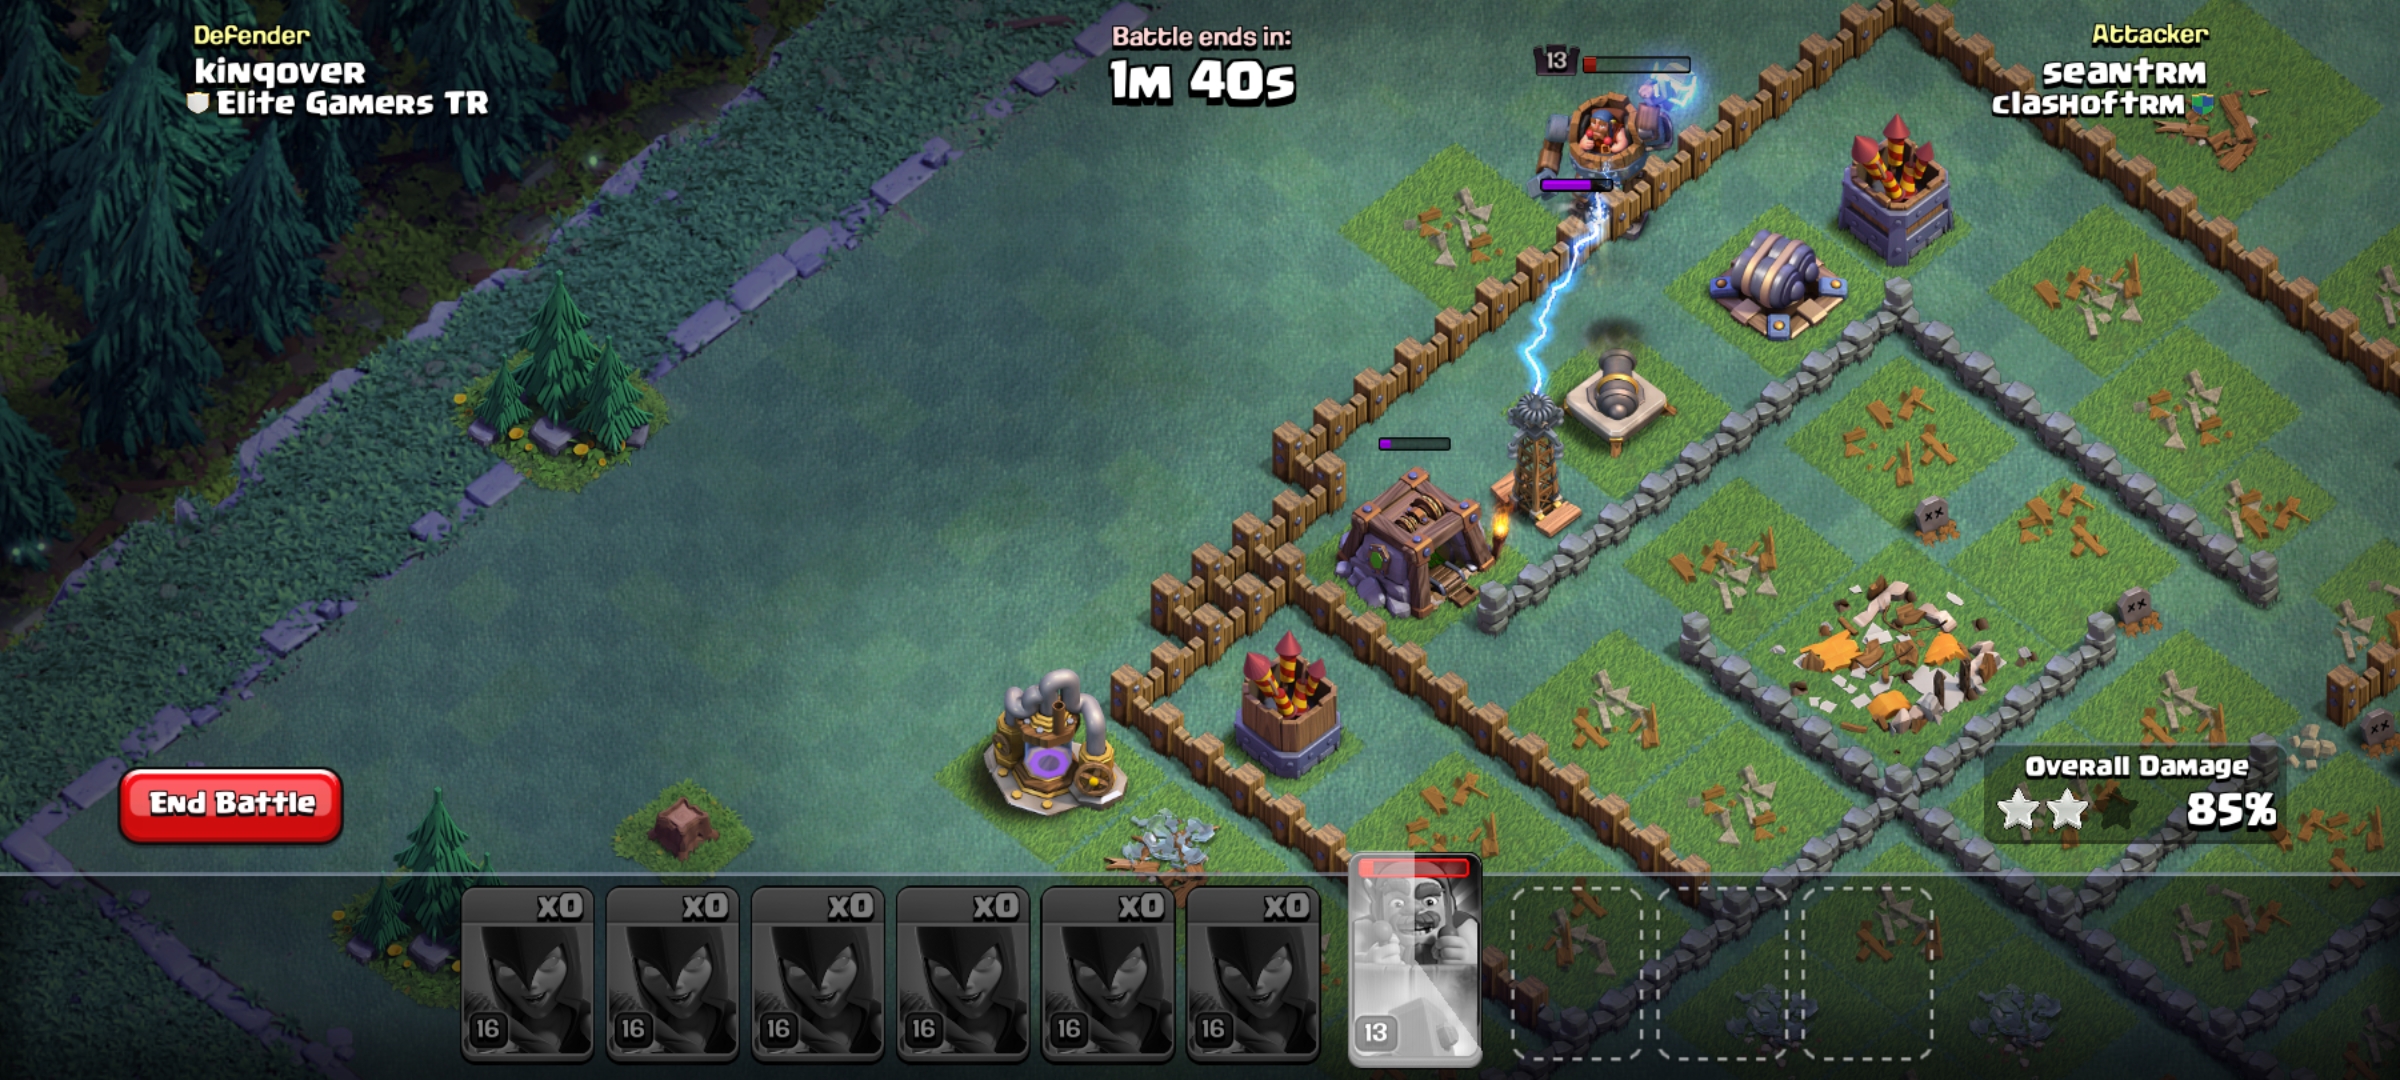 Defender
kinqover
Elite Gamers TR
Battle ends in:
1M 40s
Attacker
seantRM
clashoftRM
13
End Battle
Overall Damage
85%
x0
x0
x0
x0
x0
x0
16
16
16
16
16
16
13